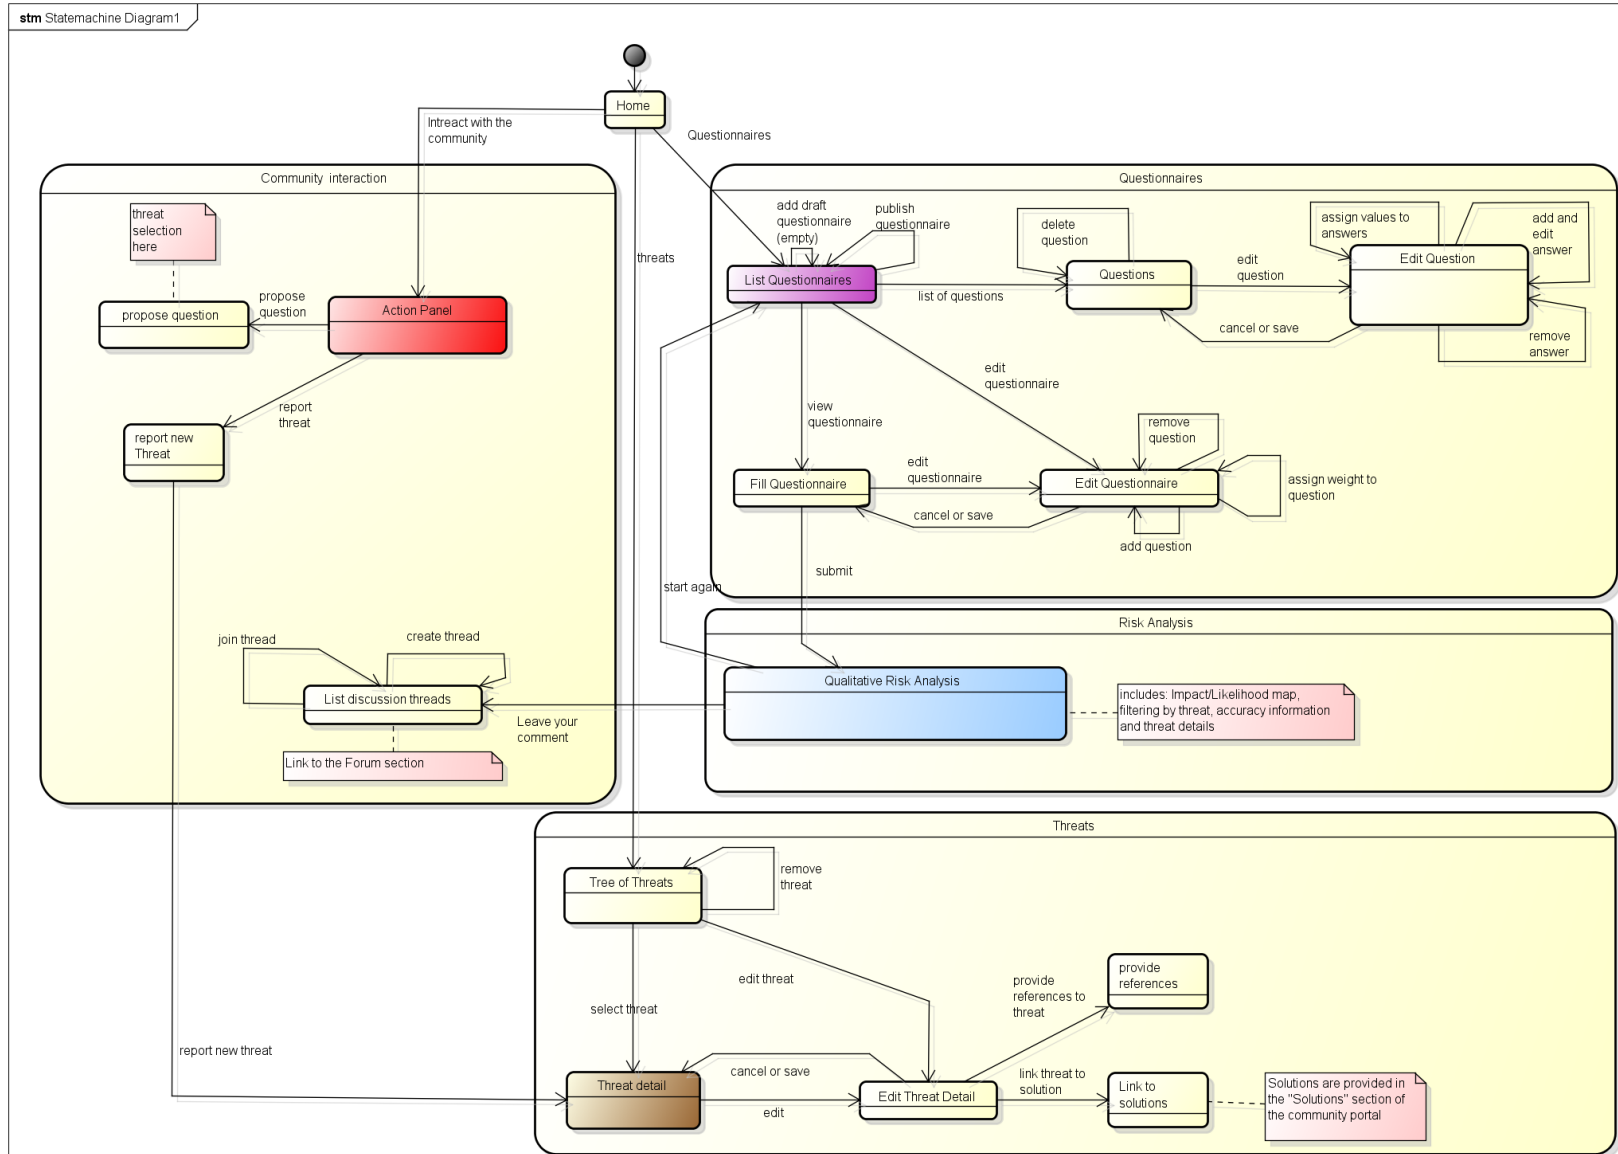 stm Statemachine Diagram1
Home
Intreact with the
community
Questionnaires
threats
Community interaction
threat
selection
here
propose question
propose
question
Action Panel
report
threat
report new
Threat
join thread
create thread
List discussion threads
Link to the Forum section
Leave your
comment
report new threat
Questionnaires
add draft
questionnaire
(empty)
publish
questionnaire
List Questionnaires
list of questions
delete
question
Questions
edit
question
assign values to
answers
add and
edit
answer
Edit Question
cancel or save
remove
answer
edit
questionnaire
view
questionnaire
Fill Questionnaire
edit
questionnaire
remove
question
Edit Questionnaire
assign weight to
question
cancel or save
add question
submit
start again
Risk Analysis
Qualitative Risk Analysis
includes: Impact/Likelihood map,
filtering by threat, accuracy information
and threat details
Threats
Tree of Threats
remove
threat
edit threat
select threat
provide
references to
threat
provide
references
Threat detail
cancel or save
edit
Edit Threat Detail
link threat to
solution
Link to
solutions
Solutions are provided in
the "Solutions" section of
the community portal